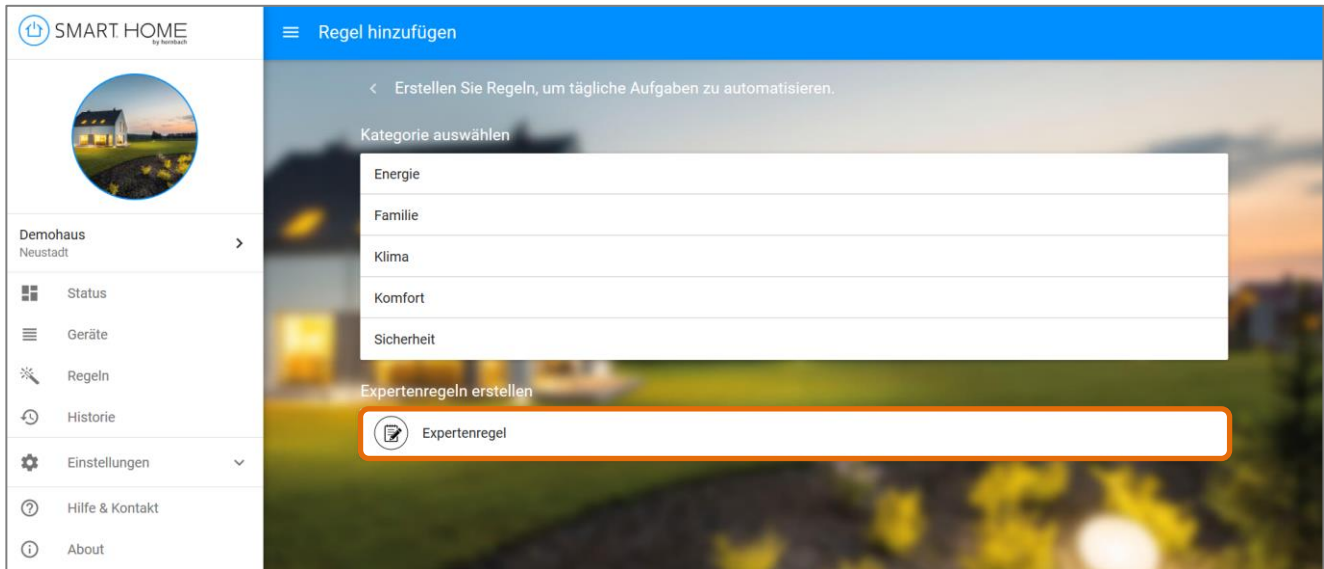 SMART HOME
by hornbach
Regel hinzufügen
Erstellen Sie Regeln, um tägliche Aufgaben zu automatisieren.
Kategorie auswählen
Energie
Familie
Klima
Komfort
Sicherheit
Expertenregeln erstellen
Expertenregel
Demohaus
Neustadt
Status
Geräte
Regeln
Historie
Einstellungen
Hilfe & Kontakt
About